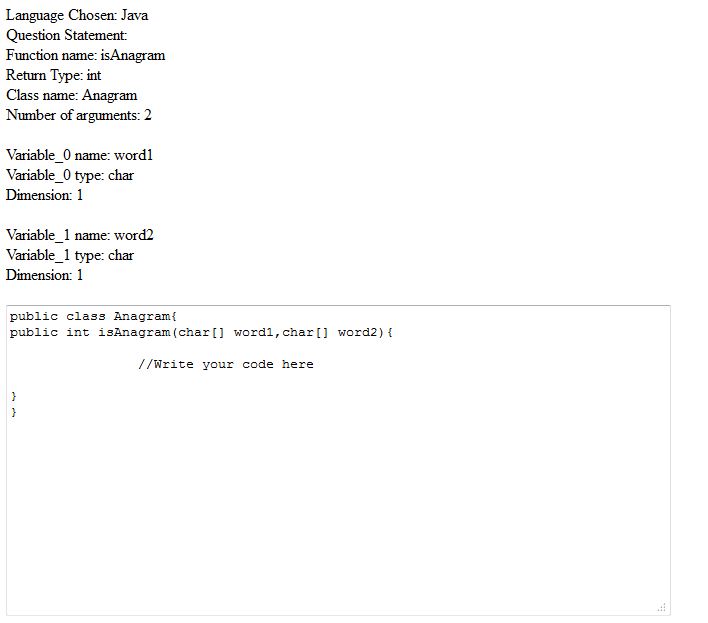 Language Chosen: Java
Question Statement:
Function name: isAnagram
Return Type: int
Class name: Anagram
Number of arguments: 2
Variable_0 name: word1
Variable_0 type: char
Dimension: 1
Variable_1 name: word2
Variable_1 type: char
Dimension: 1
public class Anagram{
public int isAnagram(char[] word1,char[] word2){
//Write your code here
}
}